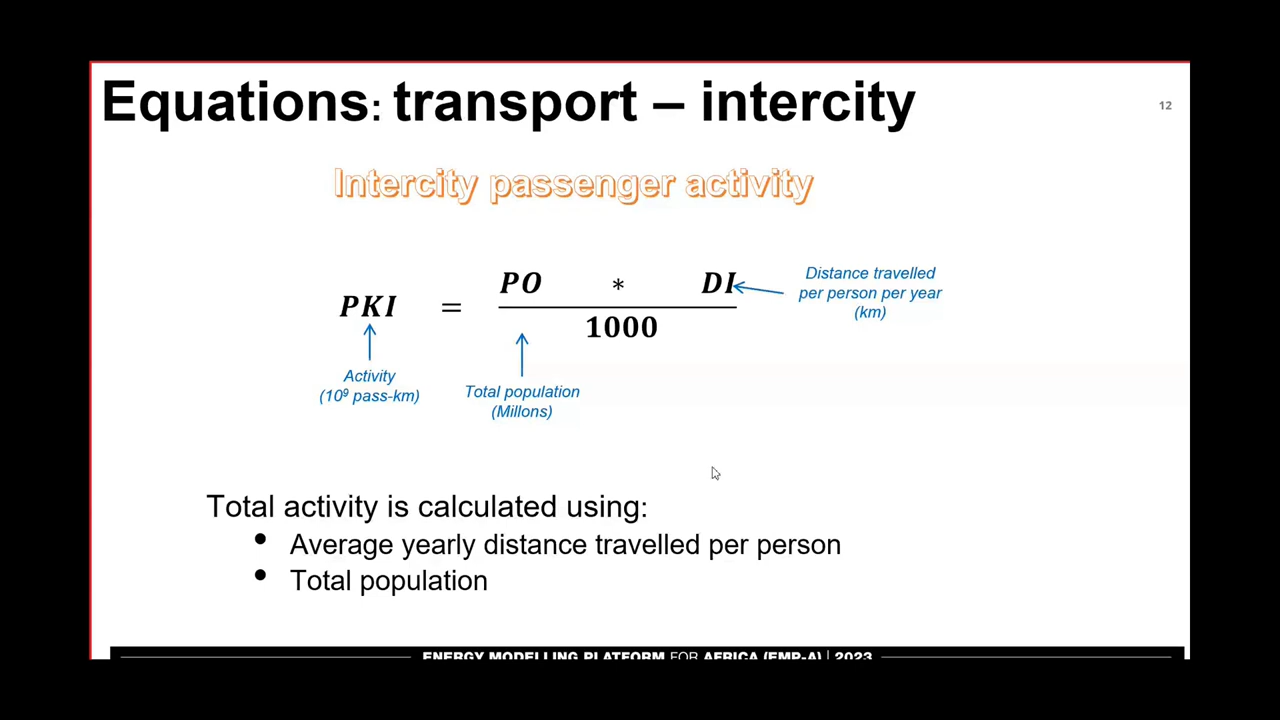 Equations: transport – intercity
12
Intercity passenger activity
PKI = PO * DI
1000
Distance travelled
per person per year
(km)
Activity
(10⁹ pass-km)
Total population
(Millons)
Total activity is calculated using:
• Average yearly distance travelled per person
• Total population
ENERGY MODELLING PLATFORM FOR AFRICA (EMP-A) | 2023